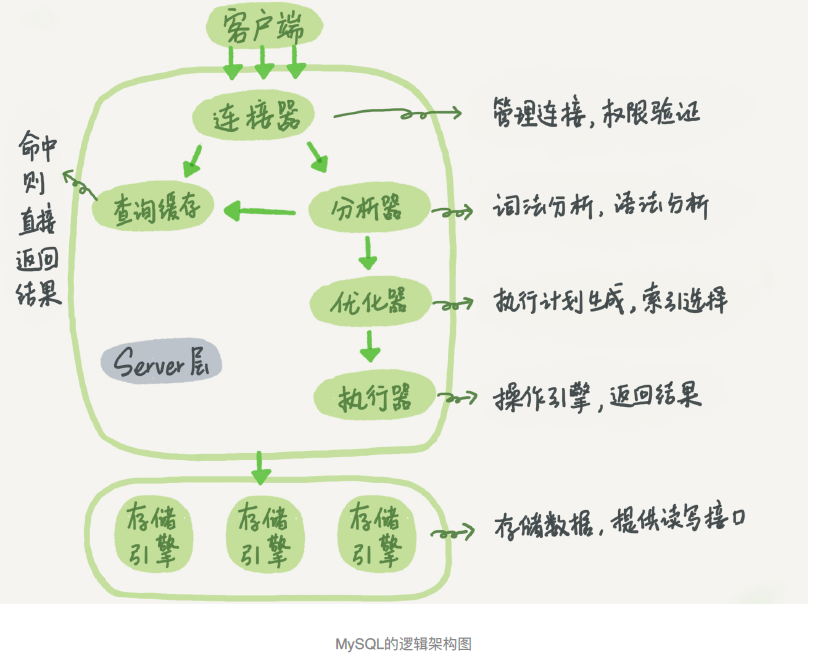 客户端
连接器
管理连接,权限验证
命中
则
直接
返回
结果
查询缓存
分析器
词法分析,语法分析
优化器
执行计划生成,索引选择
Server层
执行器
操作引擎,返回结果
存储
引擎
存储
引擎
存储
引擎
存储数据,提供读写接口
MySQL的逻辑架构图